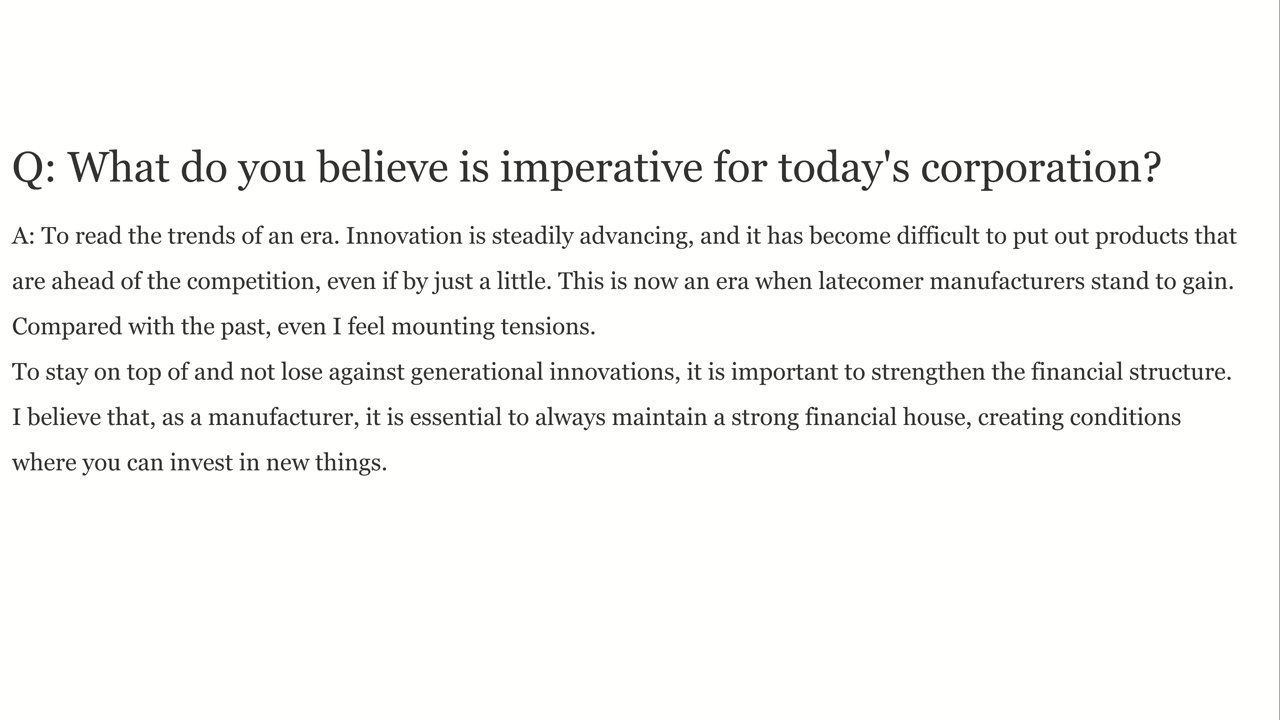 Q: What do you believe is imperative for today's corporation?
A: To read the trends of an era. Innovation is steadily advancing, and it has become difficult to put out products that
are ahead of the competition, even if by just a little. This is now an era when latecomer manufacturers stand to gain.
Compared with the past, even I feel mounting tensions.
To stay on top of and not lose against generational innovations, it is important to strengthen the financial structure.
I believe that, as a manufacturer, it is essential to always maintain a strong financial house, creating conditions
where you can invest in new things.